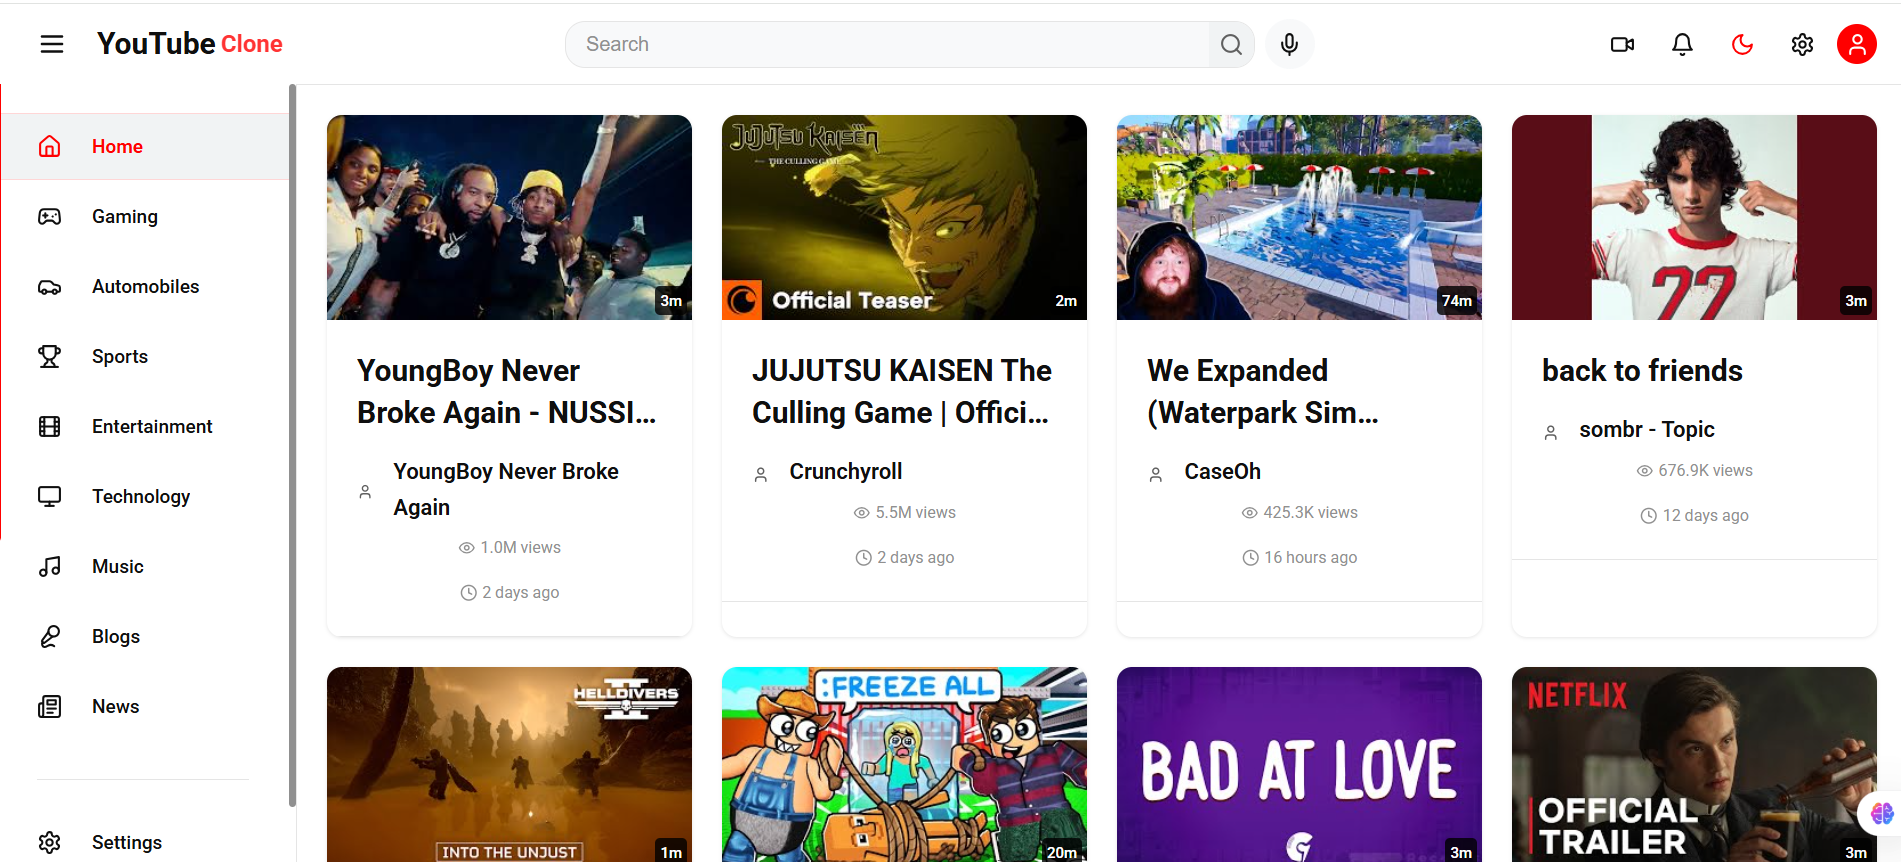 YouTube Clone
Search
Home
Gaming
Automobiles
Sports
Entertainment
Technology
Music
Blogs
News
Settings
3m
YoungBoy Never
Broke Again - NUSSI...
YoungBoy Never Broke
Again
1.0M views
2 days ago
JUJUTSU KAISEN
THE CULLING GAME
Official Teaser
2m
JUJUTSU KAISEN The
Culling Game | Offici...
Crunchyroll
5.5M views
2 days ago
74m
We Expanded
(Waterpark Sim...
CaseOh
425.3K views
16 hours ago
22
3m
back to friends
sombr - Topic
676.9K views
12 days ago
HELLDIVERS
II
INTO THE UNJUST
1m
:FREEZE ALL
20m
BAD AT LOVE
3m
NETFLIX
OFFICIAL
TRAILER
3m